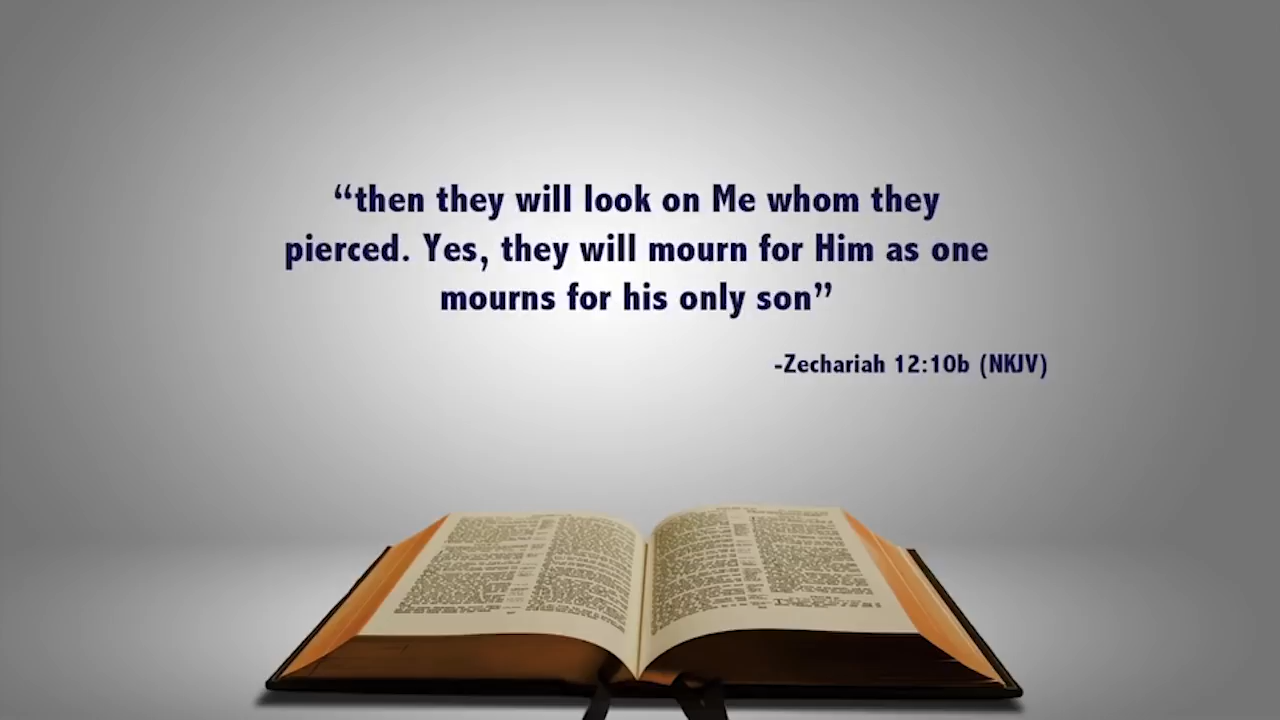 “then they will look on Me whom they
pierced. Yes, they will mourn for Him as one
mourns for his only son”
-Zechariah 12:10b (NKJV)